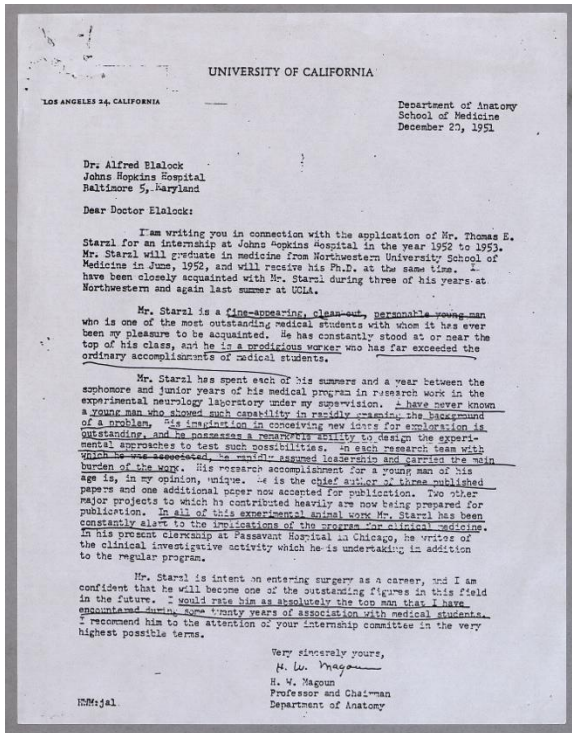 UNIVERSITY OF CALIFORNIA
LOS ANGELES 24, CALIFORNIA
Department of Anatomy
School of Medicine
December 20, 1951
Dr. Alfred Elalock
Johns Hopkins Hospital
Baltimore 5, Maryland
Dear Doctor Elalock:
I am writing you in connection with the application of Mr. Thomas E.
Starzl for an internship at Johns Hopkins Hospital in the year 1952 to 1953.
Mr. Starzl will graduate in medicine from Northwestern University School of
Medicine in June, 1952, and will receive his Ph.D. at the same time. I
have been closely acquainted with Mr. Starzl during three of his years at
Northwestern and again last summer at UCLA.
Mr. Starzl is a fine-appearing, clean-cut, personable young man
who is one of the most outstanding medical students with whom it has ever
been my pleasure to be acquainted. He has constantly stood at or near the
top of his class, and he is a prodigious worker who has far exceeded the
ordinary accomplishments of medical students.
Mr. Starzl has spent each of his summers and a year between the
sophomore and junior years of his medical program in research work in the
experimental neurology laboratory under my supervision. I have never known
a young man who showed such capability in rapidly grasping the background
of a problem. His imagination in conceiving new ideas for exploration is
outstanding, and he possesses a remarkable ability to design the experi-
mental approaches to test such possibilities. In each research team with
which he was associated, he rapidly assumed leadership and carried the main
burden of the work. His research accomplishment for a young man of his
age is, in my opinion, unique. He is the chief author of three published
papers and one additional paper now accepted for publication. Two other
major projects to which he contributed heavily are now being prepared for
publication. In all of this experimental animal work Mr. Starzl has been
constantly alert to the implications of the program for clinical medicine.
In his present clerkship at Passavant Hospital in Chicago, he writes of
the clinical investigative activity which he is undertaking in addition
to the regular program.
Mr. Starzl is intent on entering surgery as a career, and I am
confident that he will become one of the outstanding figures in this field
in the future. I would rate him as absolutely the top man that I have
encountered during some twenty years of association with medical students.
I recommend him to the attention of your internship committee in the very
highest possible terms.
Very sincerely yours,
H. W. Magoun
H. W. Magoun
Professor and Chairman
Department of Anatomy
HWM:jal